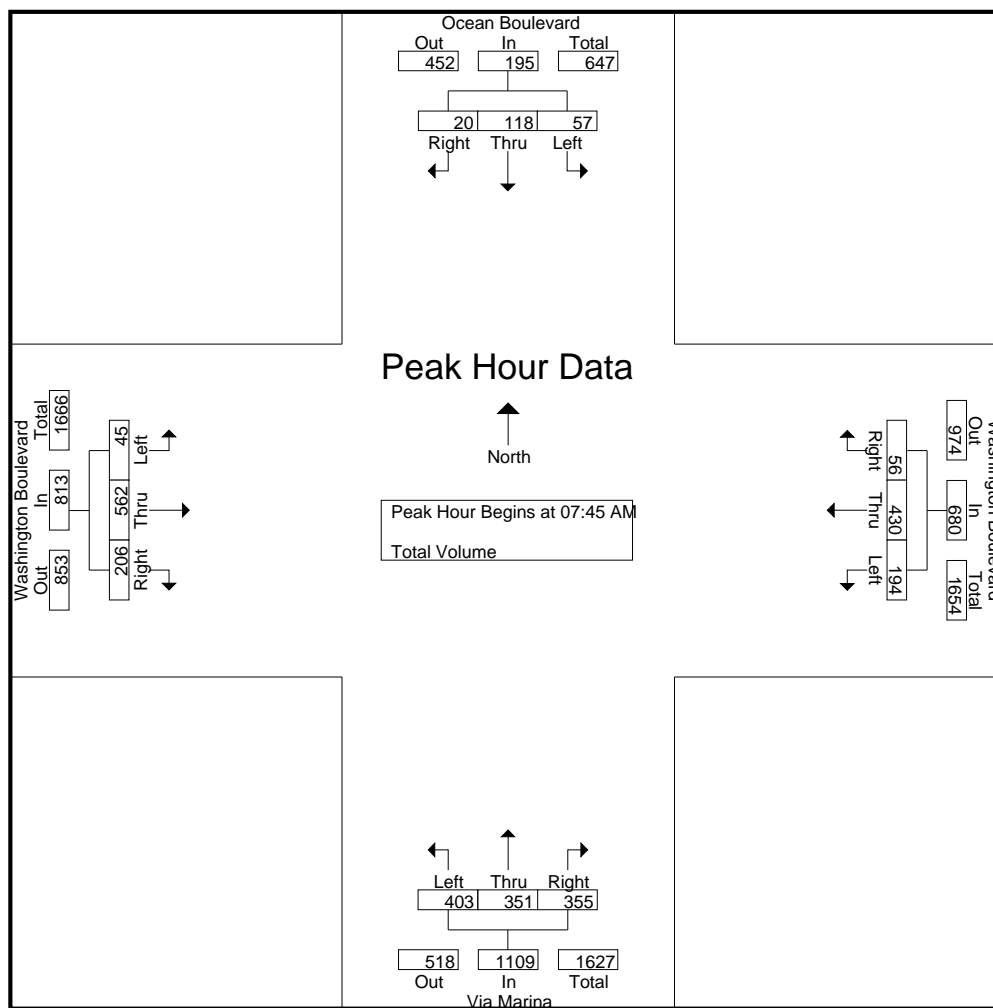 Ocean Boulevard
Out In Total
452 195 647
20 118 57
Right Thru Left
Peak Hour Data
North
Peak Hour Begins at 07:45 AM
Total Volume
Washington Boulevard
Out In Total
853 813 1666
206 562 45
Right Thru Left
Washington Boulevard
Out In Total
974 680 1654
56 430 194
Right Thru Left
Left Thru Right
403 351 355
518 1109 1627
Out In Total
Via Marina